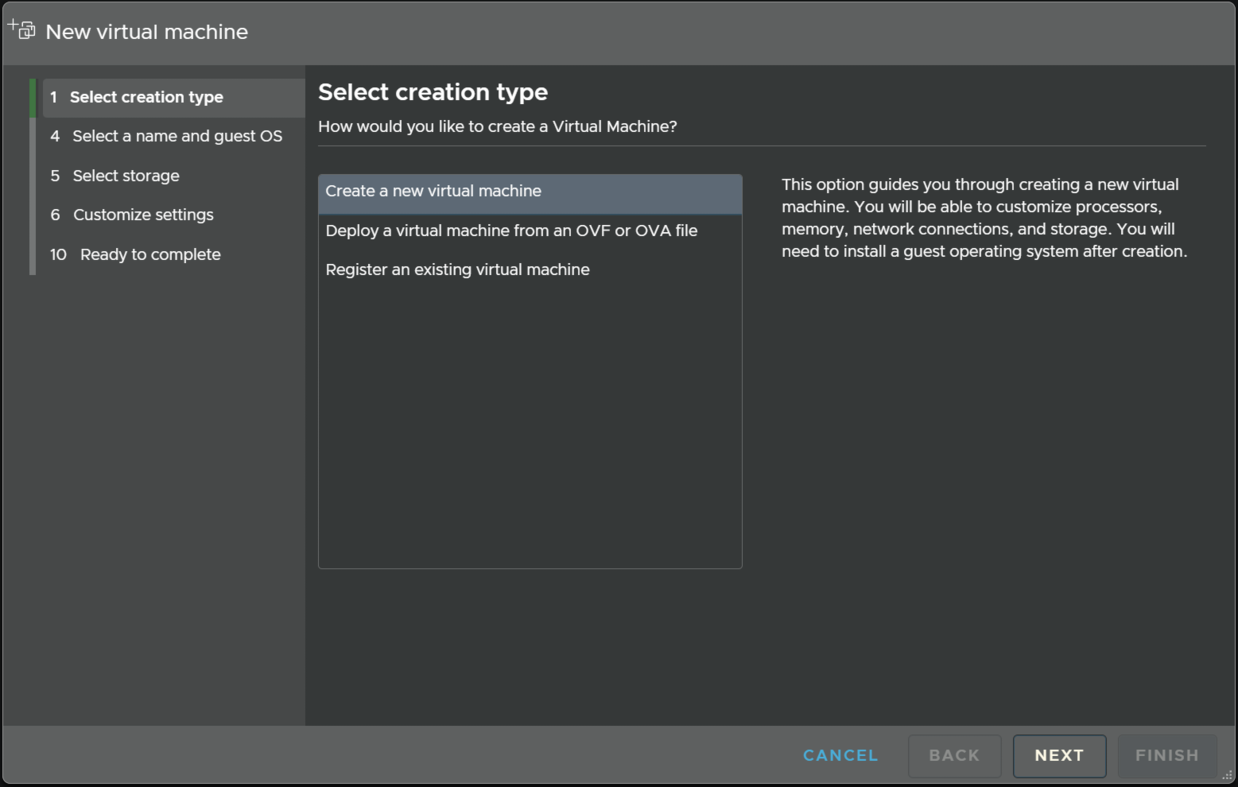 New virtual machine
1 Select creation type
4 Select a name and guest OS
5 Select storage
6 Customize settings
10 Ready to complete
Select creation type
How would you like to create a Virtual Machine?
Create a new virtual machine
Deploy a virtual machine from an OVF or OVA file
Register an existing virtual machine
This option guides you through creating a new virtual
machine. You will be able to customize processors,
memory, network connections, and storage. You will
need to install a guest operating system after creation.
CANCEL BACK NEXT FINISH